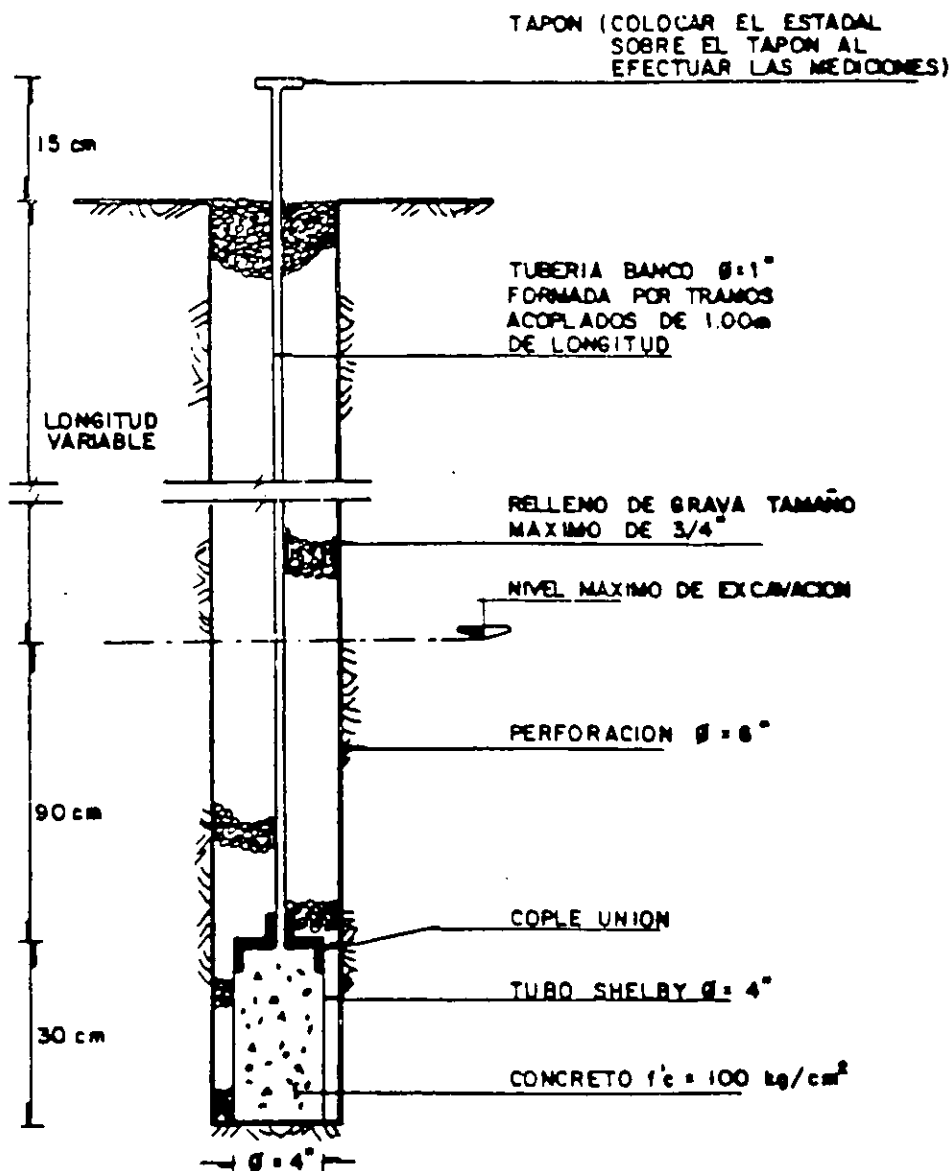 TAPON (COLOCAR EL ESTADAL
SOBRE EL TAPON AL
EFECTUAR LAS MEDICIONES)
15 cm
TUBERIA BANCO Ø=1"
FORMADA POR TRAMOS
ACOPLADOS DE 1.00m
DE LONGITUD
LONGITUD
VARIABLE
RELLENO DE GRAVA TAMAÑO
MAXIMO DE 3/4"
NIVEL MAXIMO DE EXCAVACION
PERFORACION Ø = 6"
90 cm
COPLE UNION
TUBO SHELBY Ø = 4"
30 cm
CONCRETO f'c = 100 kg/cm²
Ø = 4"